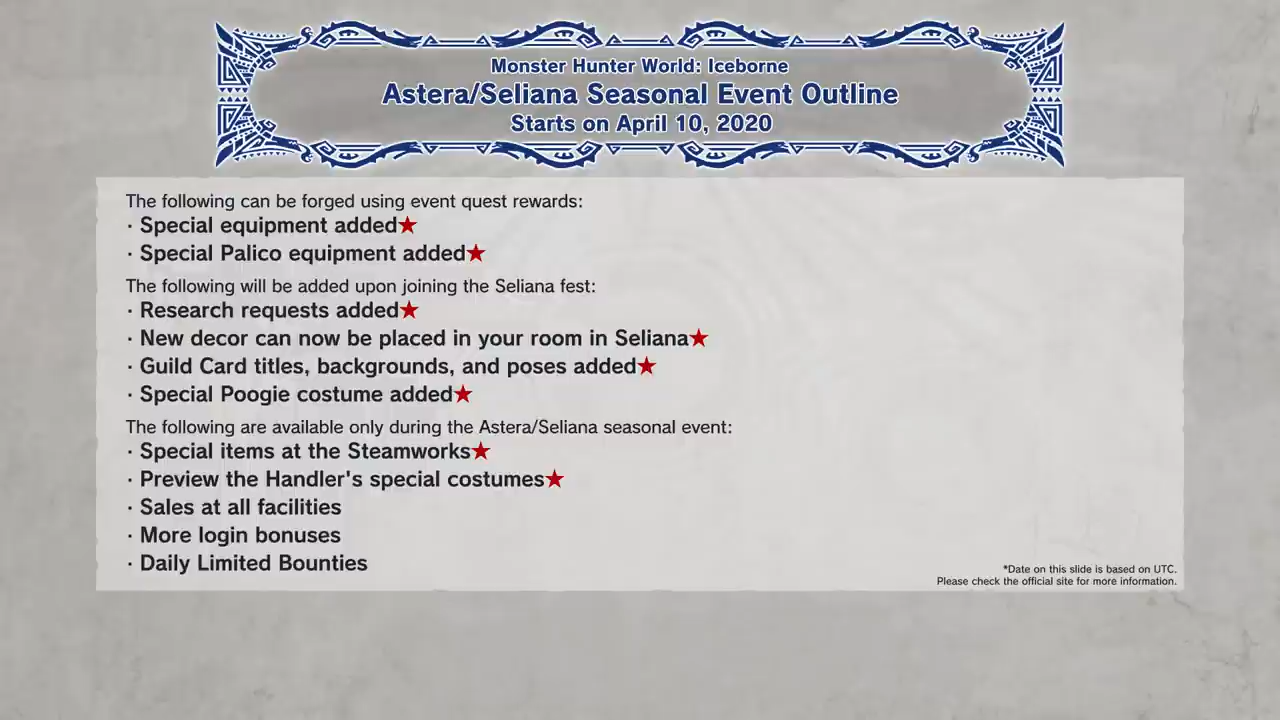 Monster Hunter World: Iceborne
Astera/Seliana Seasonal Event Outline
Starts on April 10, 2020
The following can be forged using event quest rewards:
· Special equipment added★
· Special Palico equipment added★
The following will be added upon joining the Seliana fest:
· Research requests added★
· New decor can now be placed in your room in Seliana★
· Guild Card titles, backgrounds, and poses added★
· Special Poogie costume added★
The following are available only during the Astera/Seliana seasonal event:
· Special items at the Steamworks★
· Preview the Handler's special costumes★
· Sales at all facilities
· More login bonuses
· Daily Limited Bounties
*Date on this slide is based on UTC.
Please check the official site for more information.